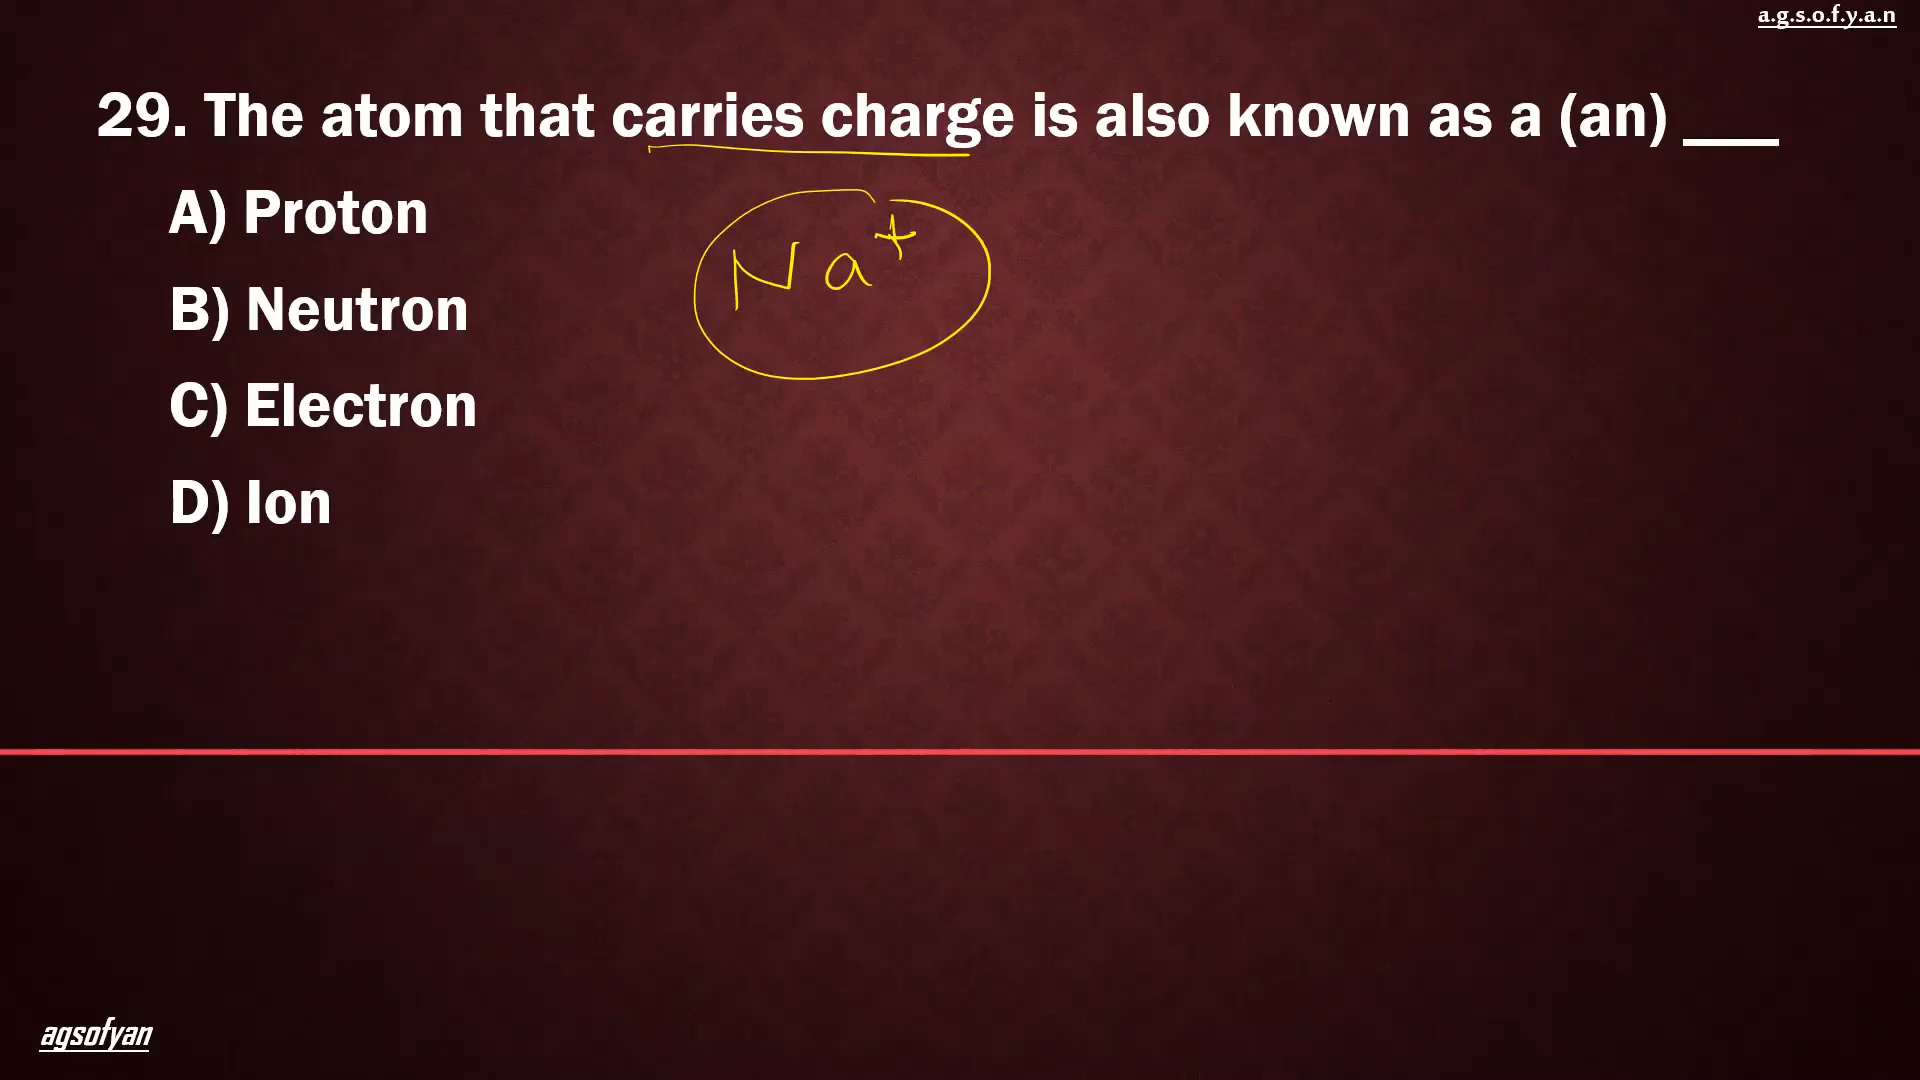 a.g.s.o.f.y.a.n
29. The atom that carries charge is also known as a (an) ___
A) Proton
Na+
B) Neutron
C) Electron
D) Ion
agsofyan